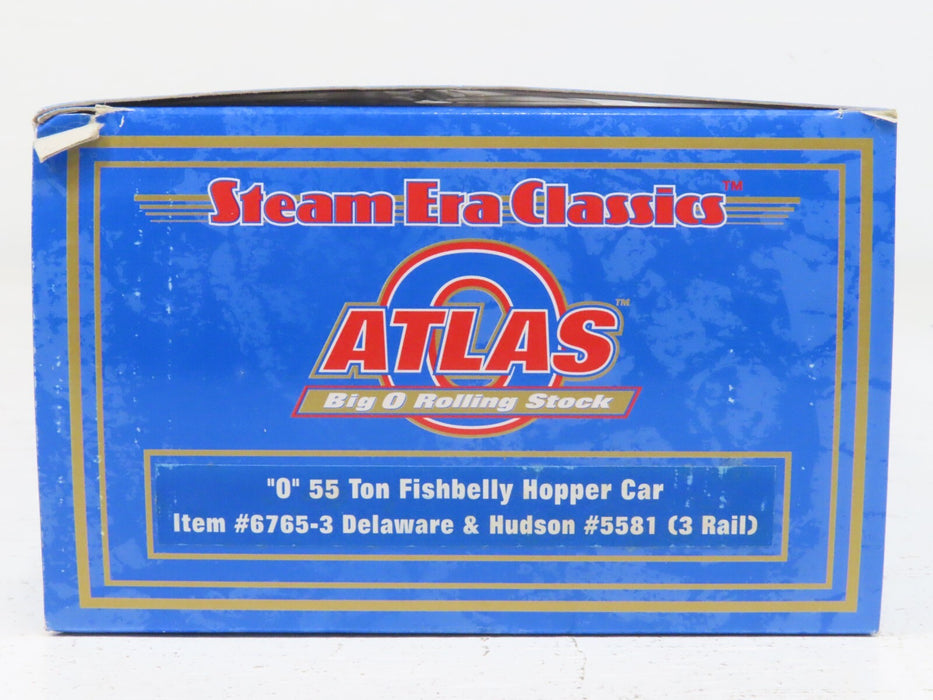 Steam Era Classics™
ATLAS™
O
Big O Rolling Stock
"O" 55 Ton Fishbelly Hopper Car
Item #6765-3 Delaware & Hudson #5581 (3 Rail)